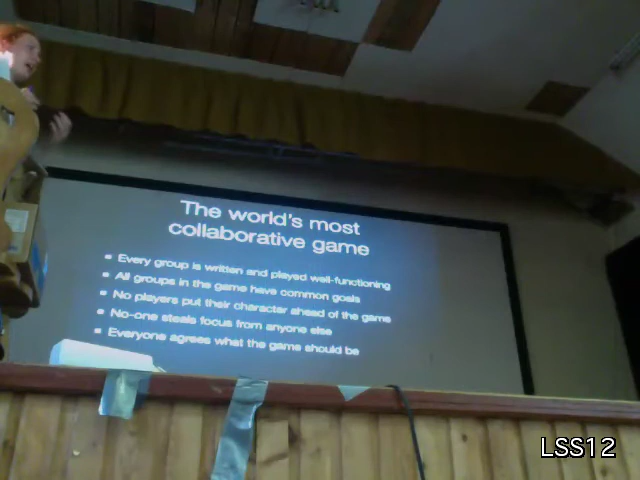 The world's most
collaborative game
Every group is written and played well-functioning
All groups in the game have common goals
No players put their character ahead of the game
No-one steals focus from anyone else
Everyone agrees what the game should be
LSS12